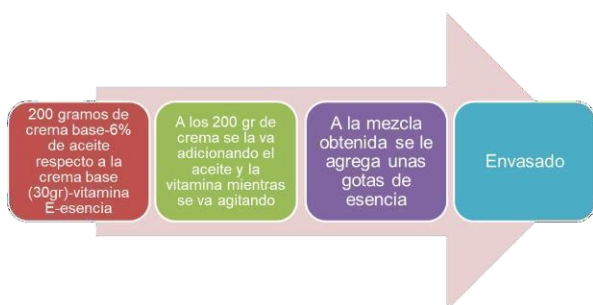 200 gramos de
crema base-6%
de aceite
respecto a la
crema base
(30gr)-vitamina
E-esencia
A los 200 gr de
crema se la va
adicionando el
aceite y la
vitamina mientras
se va agitando
A la mezcla
obtenida se le
agrega unas
gotas de
esencia
Envasado